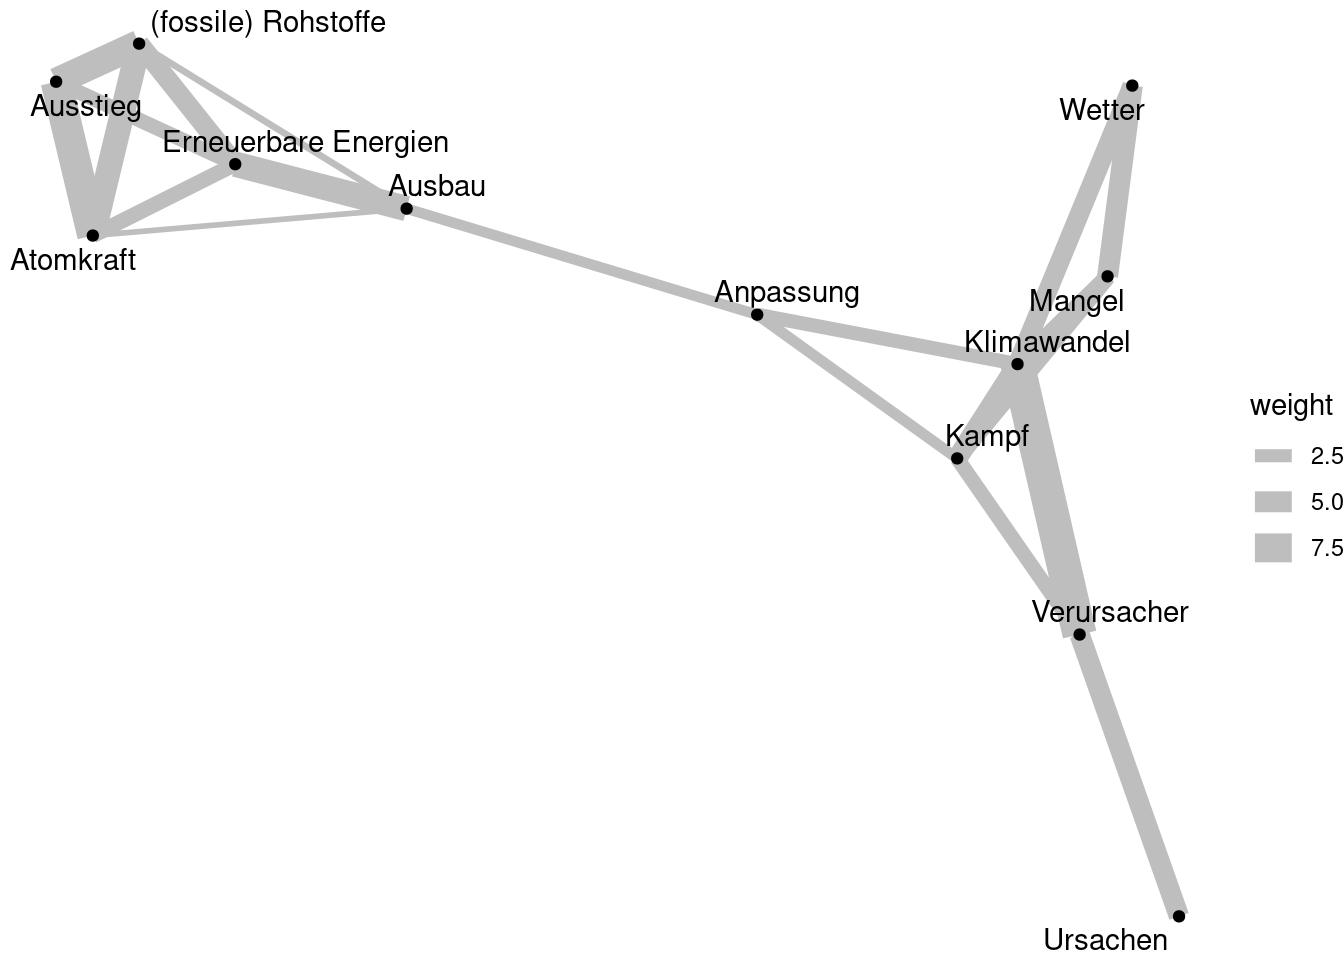 (fossile) Rohstoffe
Ausstieg
Wetter
Erneuerbare Energien
Ausbau
Atomkraft
Anpassung
Mangel
Klimawandel
Kampf
Verursacher
Ursachen
weight
2.5
5.0
7.5